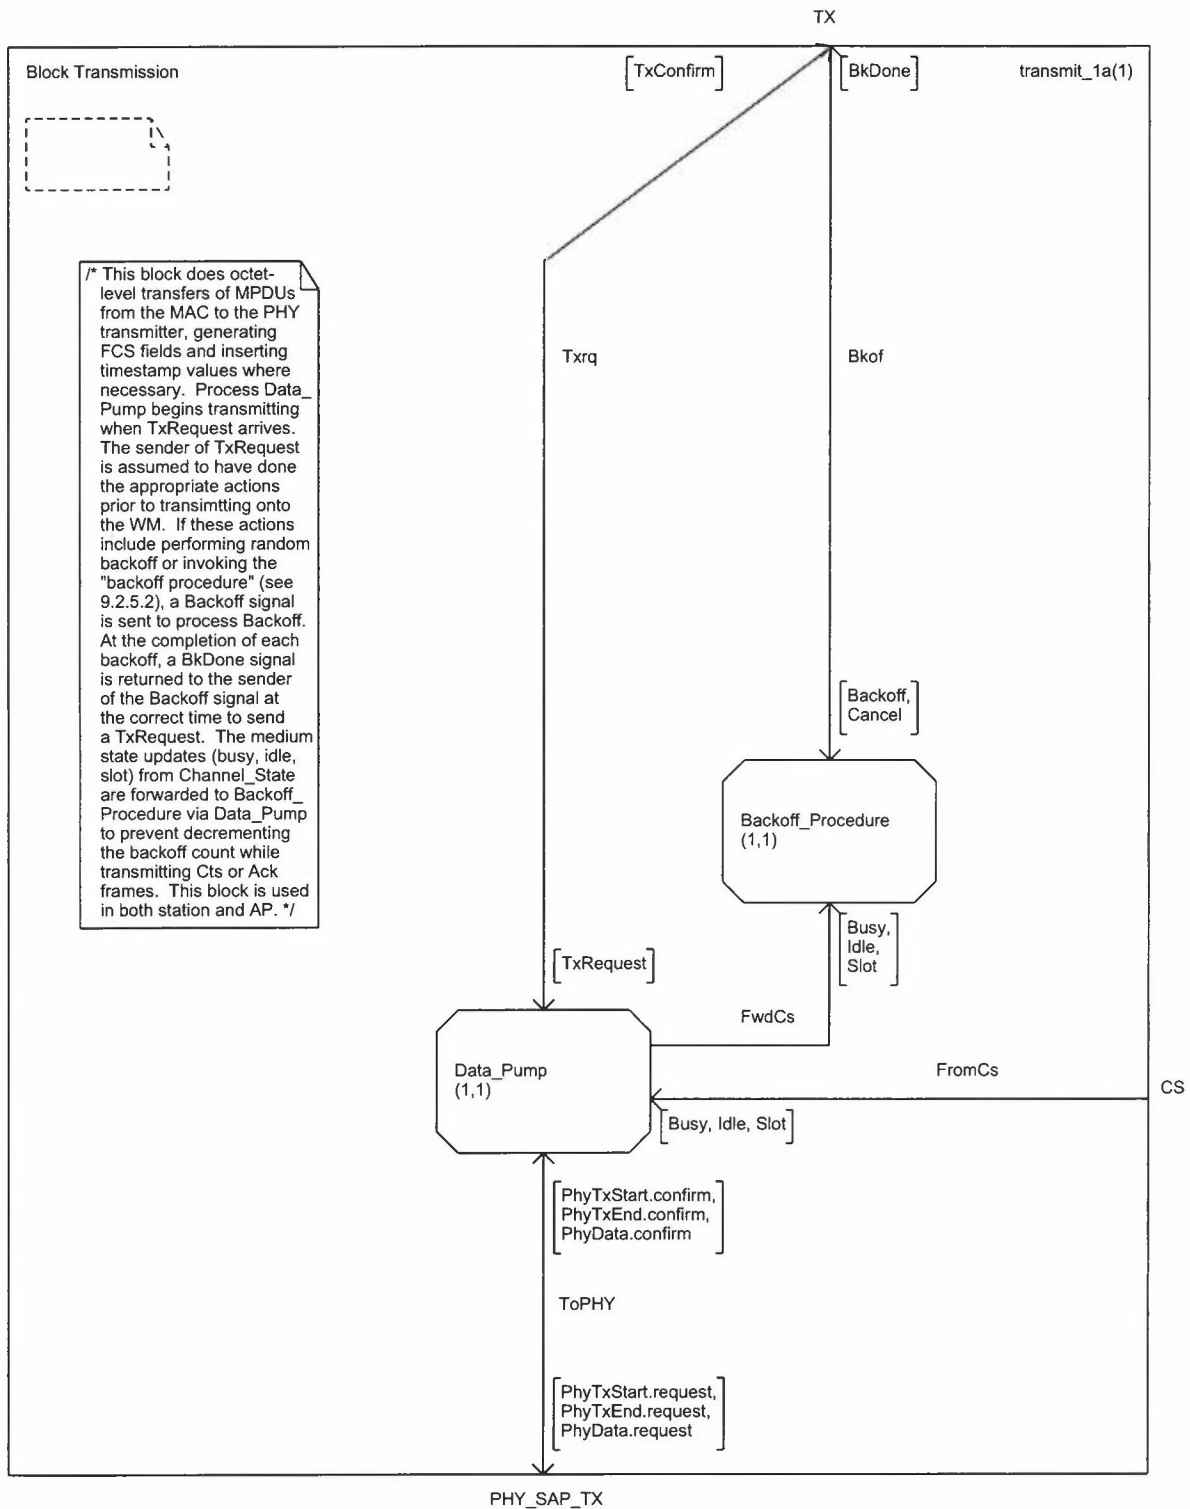 TX
Block Transmission
TxConfirm
BkDone
transmit_1a(1)
/* This block does octet-
level transfers of MPDUs
from the MAC to the PHY
transmitter, generating
FCS fields and inserting
timestamp values where
necessary. Process Data_
Pump begins transmitting
when TxRequest arrives.
The sender of TxRequest
is assumed to have done
the appropriate actions
prior to transimtting onto
the WM. If these actions
include performing random
backoff or invoking the
"backoff procedure" (see
9.2.5.2), a Backoff signal
is sent to process Backoff.
At the completion of each
backoff, a BkDone signal
is returned to the sender
of the Backoff signal at
the correct time to send
a TxRequest. The medium
state updates (busy, idle,
slot) from Channel_State
are forwarded to Backoff_
Procedure via Data_Pump
to prevent decrementing
the backoff count while
transmitting Cts or Ack
frames. This block is used
in both station and AP. */
Txrq
Bkof
Backoff,
Cancel
Backoff_Procedure
(1,1)
Busy,
Idle,
Slot
TxRequest
FwdCs
Data_Pump
(1,1)
FromCs
CS
Busy, Idle, Slot
PhyTxStart.confirm,
PhyTxEnd.confirm,
PhyData.confirm
ToPHY
PhyTxStart.request,
PhyTxEnd.request,
PhyData.request
PHY_SAP_TX